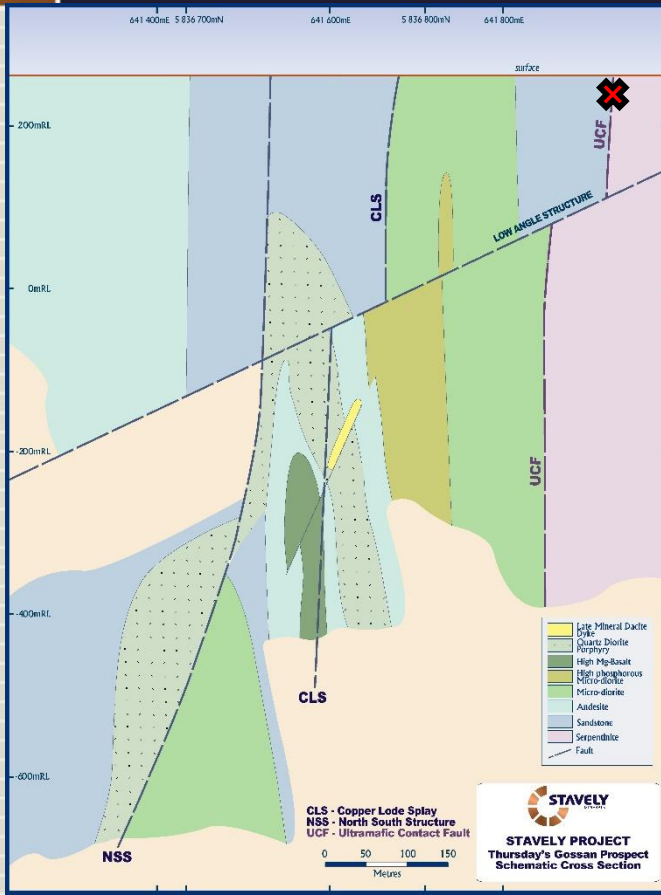 641 400mE 5 836 700mN 641 600mE 5 836 800mN 641 800mE
surface
200mRL
UCF
CLS
LOW ANGLE STRUCTURE
0mRL
-200mRL
UCF
-400mRL
CLS
-600mRL
NSS
Late Mineral Dacite
Dyke
Quartz Diorite
Porphyry
High Mg-Basalt
High phosphorous
Micro-diorite
Micro-diorite
Andesite
Sandstone
Serpentinite
Fault
CLS - Copper Lode Splay
NSS - North South Structure
UCF - Ultramafic Contact Fault
0 50 100 150
Metres
STAVELY
STAVELY PROJECT
Thursday's Gossan Prospect
Schematic Cross Section